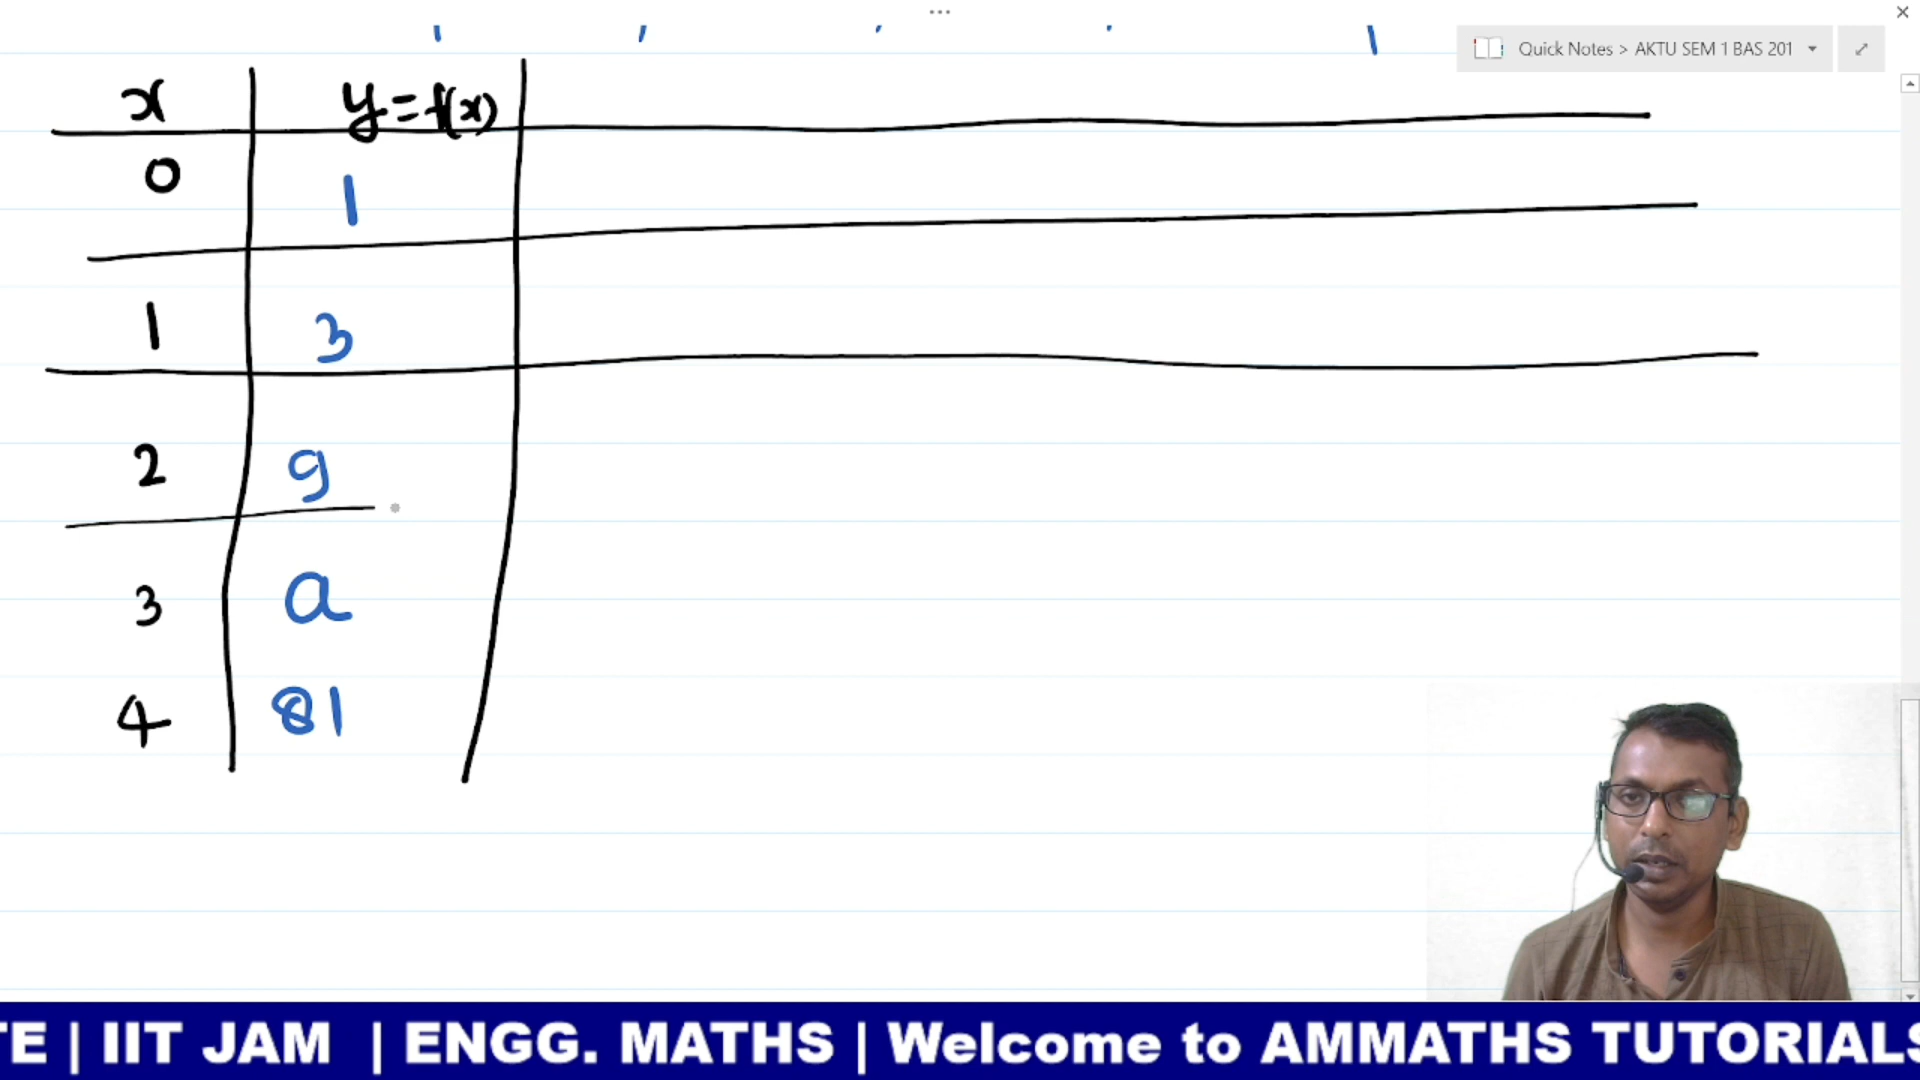 Quick Notes > AKTU SEM 1 BAS 201
x y=f(x)
0 1
1 3
2 9
3 a
4 81
TE | IIT JAM | ENGG. MATHS | Welcome to AMMATHS TUTORIALS